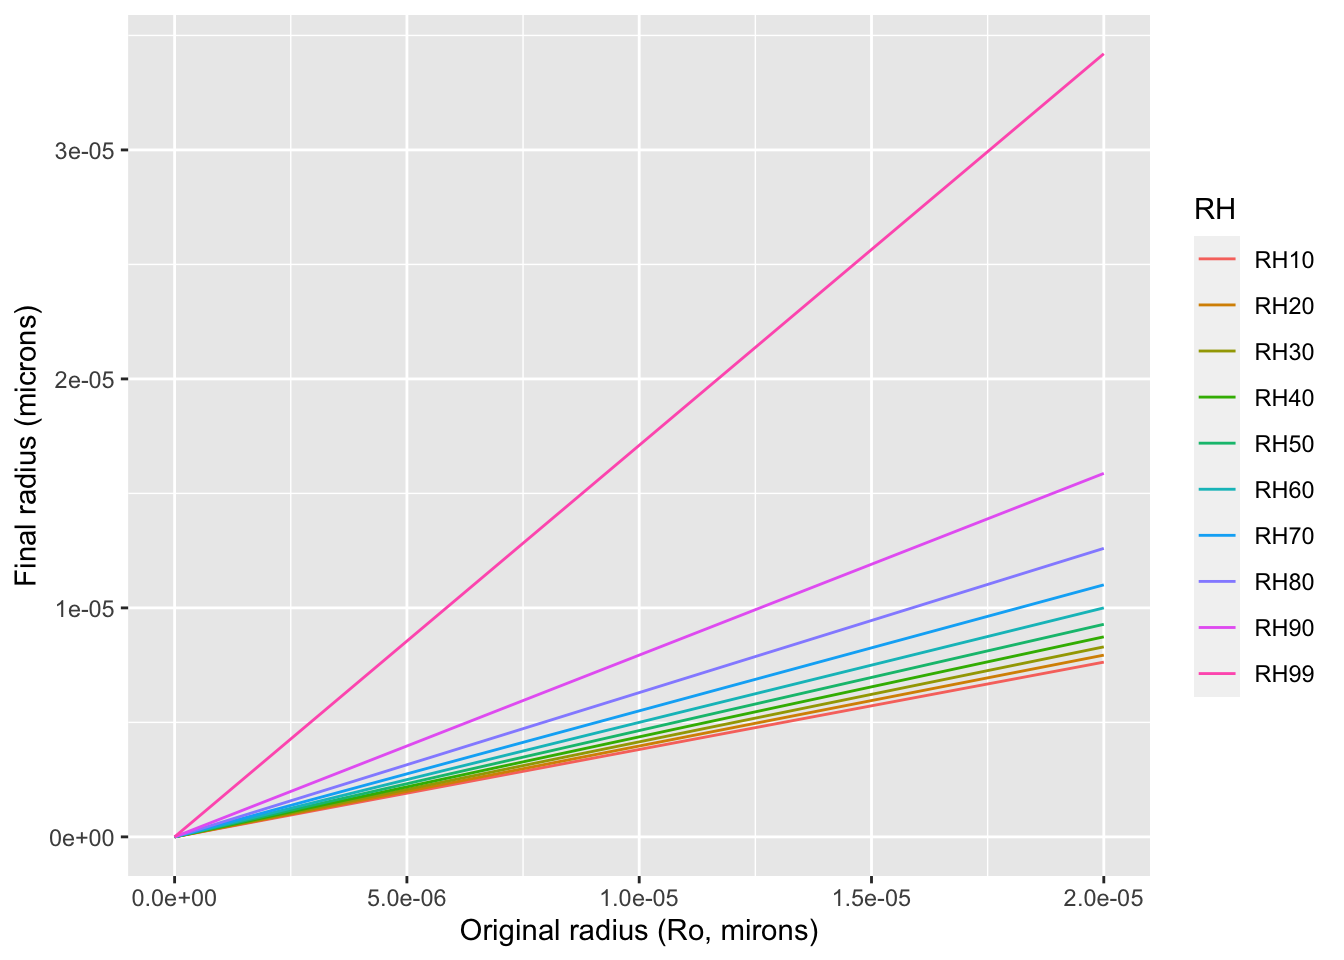 3e-05
2e-05
1e-05
0e+00
Final radius (microns)
0.0e+00
5.0e-06
1.0e-05
1.5e-05
2.0e-05
Original radius (Ro, mirons)
RH
RH10
RH20
RH30
RH40
RH50
RH60
RH70
RH80
RH90
RH99